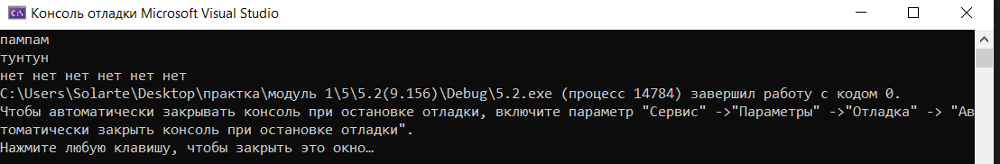 Консоль отладки Microsoft Visual Studio
пампам
тунтун
нет нет нет нет нет нет
C:\Users\Solarte\Desktop\практка\модуль 1\5\5.2(9.156)\Debug\5.2.exe (процесс 14784) завершил работу с кодом 0.
Чтобы автоматически закрывать консоль при остановке отладки, включите параметр "Сервис" ->"Параметры" ->"Отладка" -> "Ав
томатически закрыть консоль при остановке отладки".
Нажмите любую клавишу, чтобы закрыть это окно…